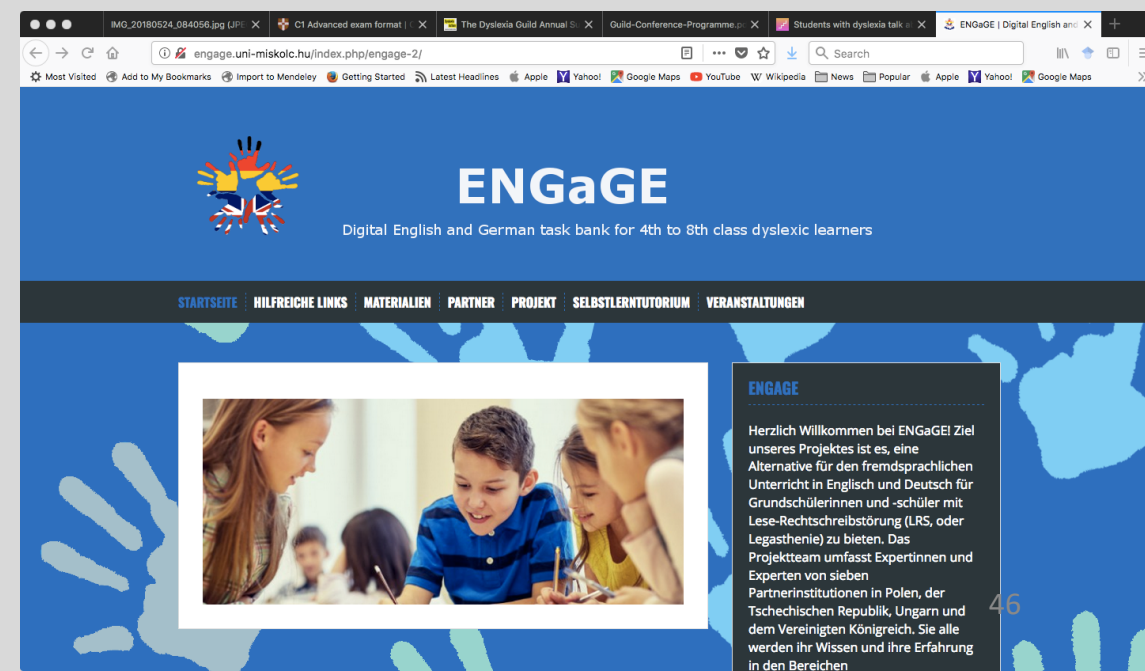 IMG_20180524_084056.jpg (JPE
C1 Advanced exam format | C
The Dyslexia Guild Annual Su
Guild-Conference-Programme.p
Students with dyslexia talk a
ENGaGE | Digital English and
engage.uni-miskolc.hu/index.php/engage-2/
Search
Most Visited Add to My Bookmarks Import to Mendeley Getting Started Latest Headlines Apple Yahoo! Google Maps YouTube Wikipedia News Popular Apple Yahoo! Google Maps
ENGaGE
Digital English and German task bank for 4th to 8th class dyslexic learners
STARTSEITE HILFREICHE LINKS MATERIALIEN PARTNER PROJEKT SELBSTLERNTUTORIUM VERANSTALTUNGEN
ENGAGE
Herzlich Willkommen bei ENGaGE! Ziel
unseres Projektes ist es, eine
Alternative für den fremdsprachlichen
Unterricht in Englisch und Deutsch für
Grundschülerinnen und -schüler mit
Lese-Rechtschreibstörung (LRS, oder
Legasthenie) zu bieten. Das
Projektteam umfasst Expertinnen und
Experten von sieben
Partnerinstitutionen in Polen, der
Tschechischen Republik, Ungarn und
dem Vereinigten Königreich. Sie alle
werden ihr Wissen und ihre Erfahrung
in den Bereichen
46